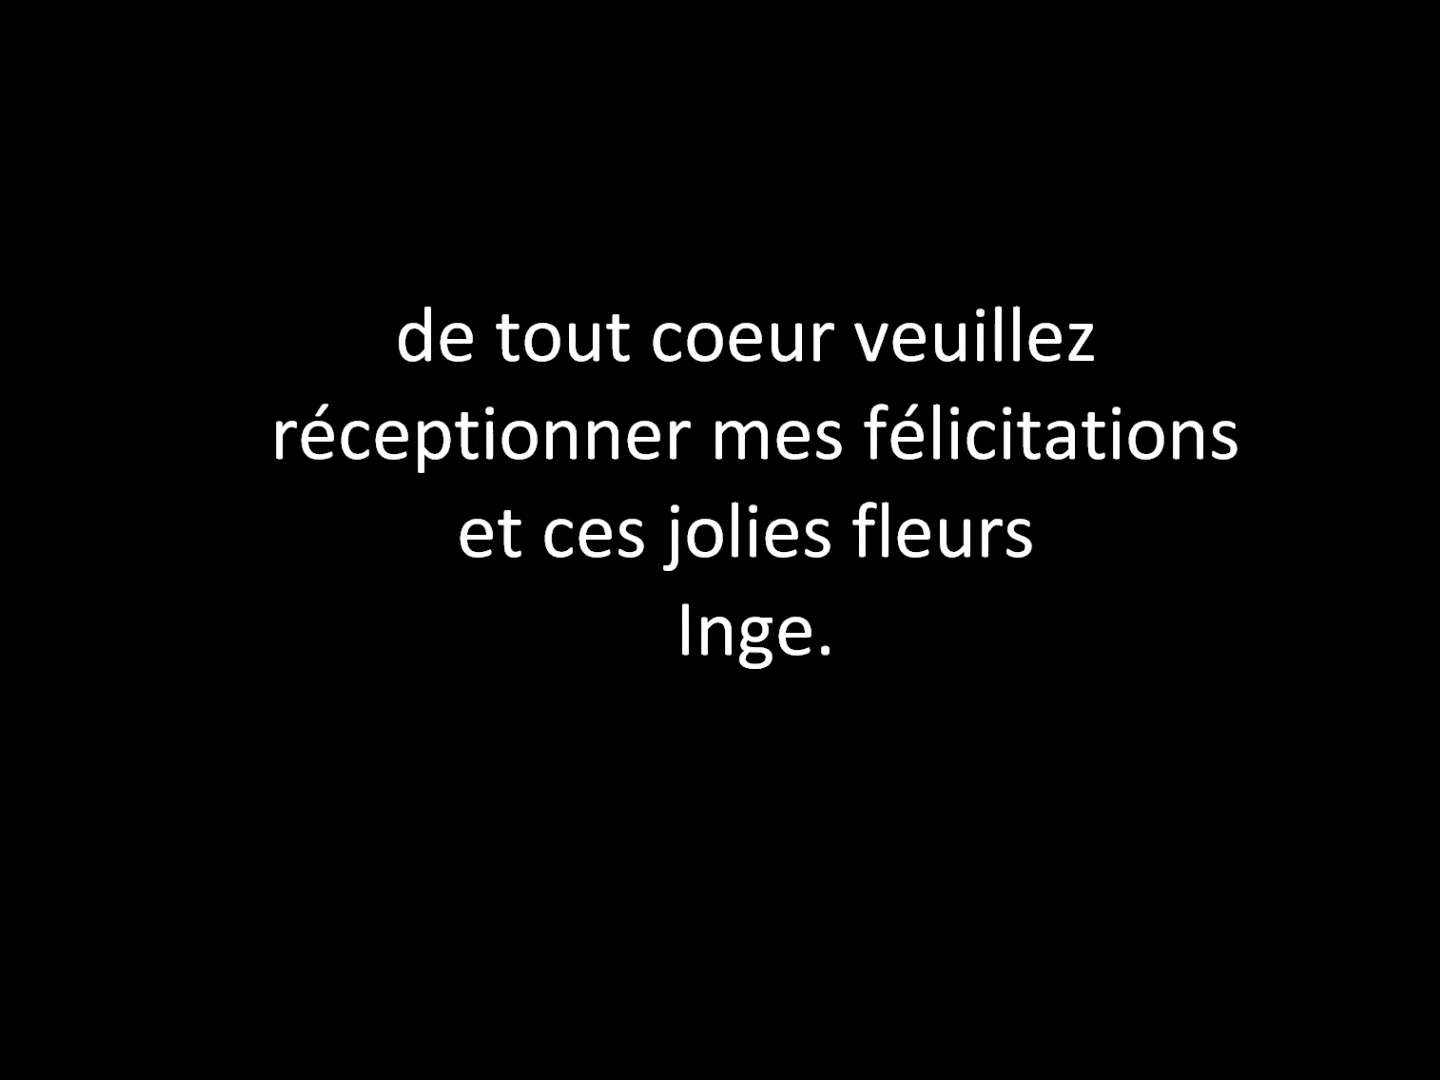 de tout coeur veuillez
réceptionner mes félicitations
et ces jolies fleurs
Inge.